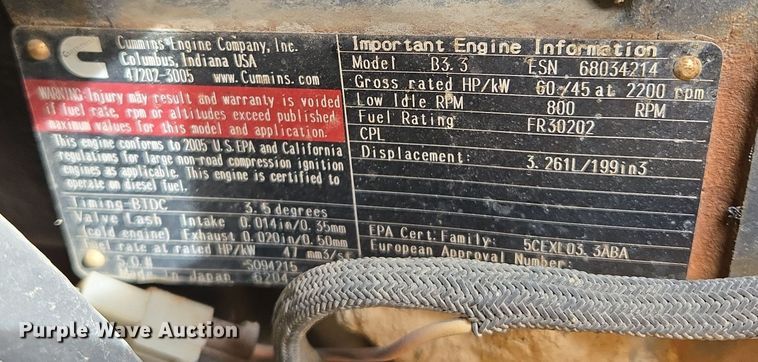 Cummins Engine Company, Inc.
Columbus, Indiana USA
47202-3005 www.Cummins.com
WARNING: Injury may result and warranty is voided
if fuel rate, rpm or altitudes exceed published
maximum values for this model and application.
This engine conforms to 2005 U.S.EPA and California
regulations for large non-road compression ignition
engines as applicable. This engine is certified to
operate on diesel fuel.
Timing-BTDC 3.5 degrees
Valve Lash Intake 0.014in/0.35mm
(cold engine) Exhaust 0.020in/0.50mm
Fuel rate at rated HP/kW 47 mm3/st
S.O.# 5094215
Made in Japan
Important Engine Information
Model B3.3 ESN 68034214
Gross rated HP/kW 60/45 at 2200 rpm
Low Idle RPM 800 RPM
Fuel Rating FR30202
CPL
Displacement: 3.261L/199in3
EPA Cert Family: 5CEXL03.3ABA
European Approval Number:
Purple Wave Auction